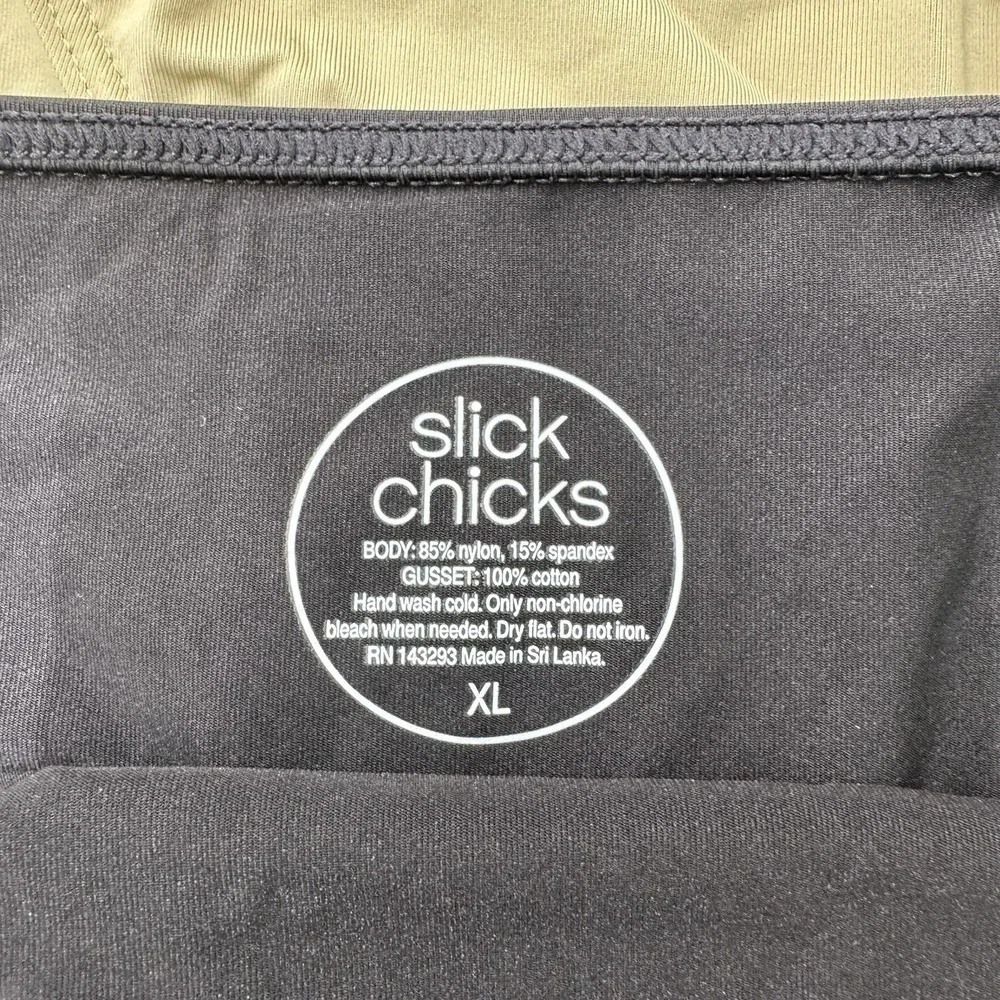 slick
chicks
BODY: 85% nylon, 15% spandex
GUSSET: 100% cotton
Hand wash cold. Only non-chlorine
bleach when needed. Dry flat. Do not iron.
RN 143293 Made in Sri Lanka.
XL